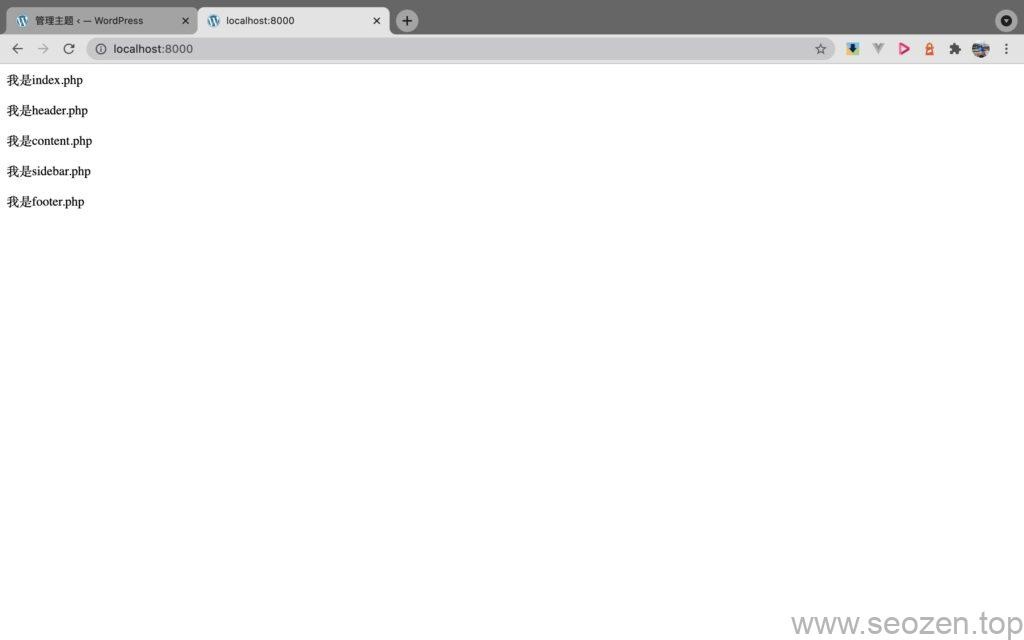 管理主题 ‹ — WordPress
localhost:8000
localhost:8000
我是index.php
我是header.php
我是content.php
我是sidebar.php
我是footer.php
www.seozen.top